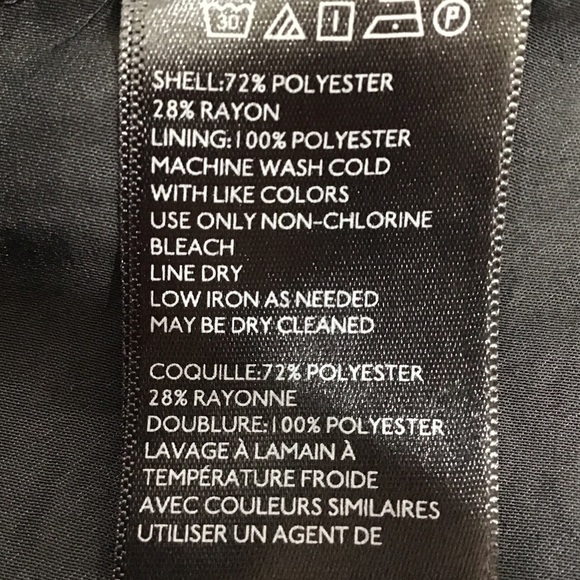 30 P
SHELL:72% POLYESTER
28% RAYON
LINING:100% POLYESTER
MACHINE WASH COLD
WITH LIKE COLORS
USE ONLY NON-CHLORINE
BLEACH
LINE DRY
LOW IRON AS NEEDED
MAY BE DRY CLEANED
COQUILLE:72% POLYESTER
28% RAYONNE
DOUBLURE:100% POLYESTER
LAVAGE À LAMAIN À
TEMPÉRATURE FROIDE
AVEC COULEURS SIMILAIRES
UTILISER UN AGENT DE